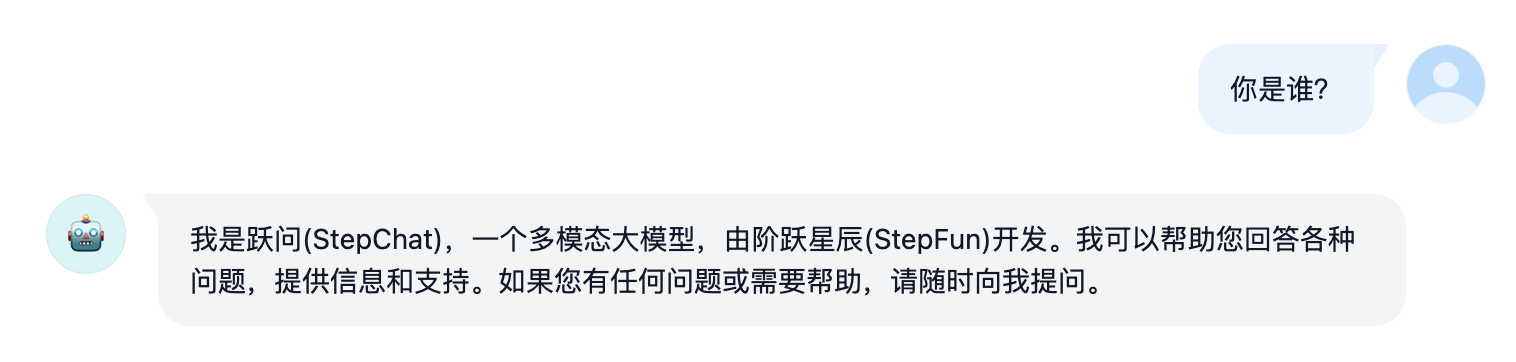 你是谁?
我是跃问(StepChat)，一个多模态大模型，由阶跃星辰(StepFun)开发。我可以帮助您回答各种
问题，提供信息和支持。如果您有任何问题或需要帮助，请随时向我提问。